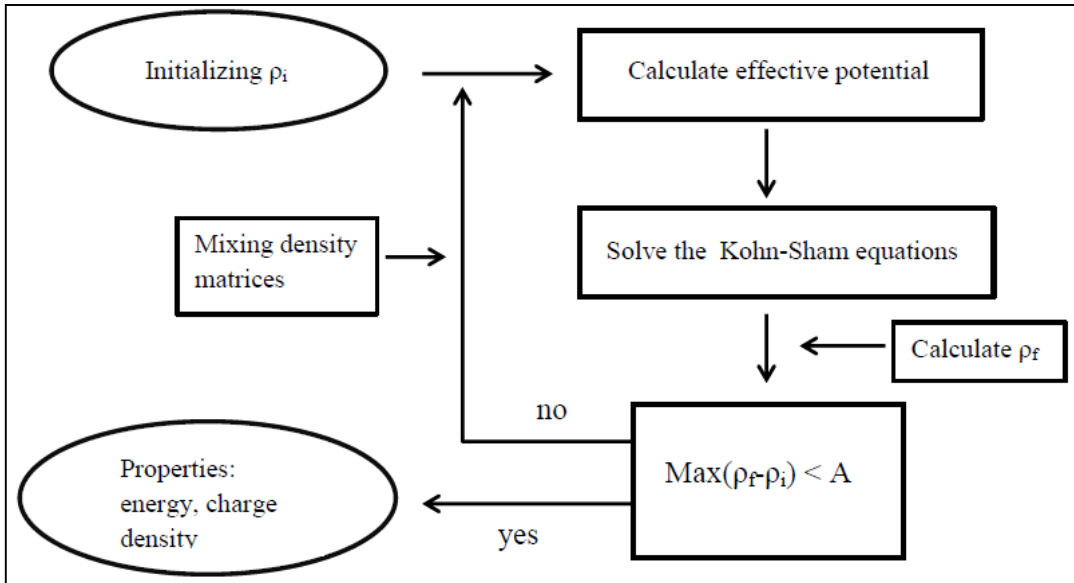 Initializing ρi
Calculate effective potential
Mixing density
matrices
Solve the Kohn-Sham equations
Calculate ρf
no
Max(ρf-ρi) < A
Properties:
energy, charge
density
yes